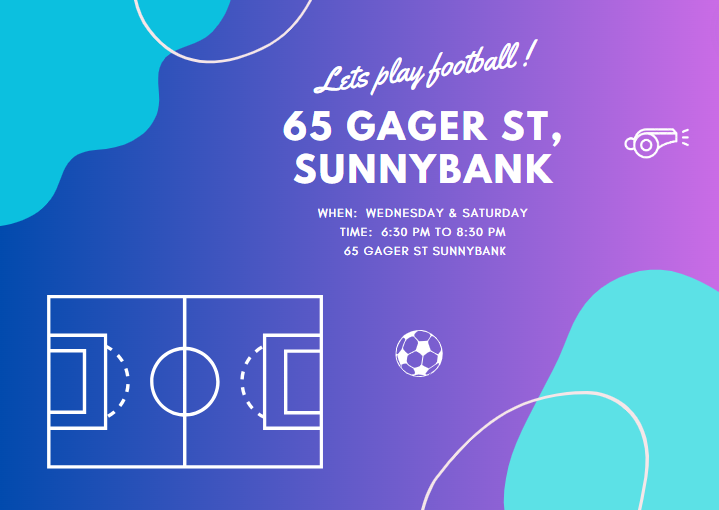 Lets play football !
65 GAGER ST,
SUNNYBANK
WHEN: WEDNESDAY & SATURDAY
TIME: 6:30 PM TO 8:30 PM
65 GAGER ST SUNNYBANK